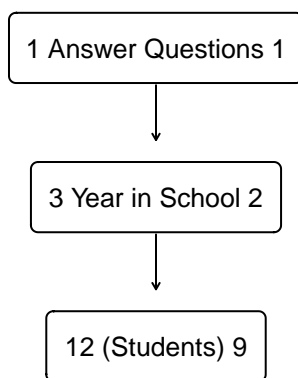 1 Answer Questions 1
3 Year in School 2
12 (Students) 9